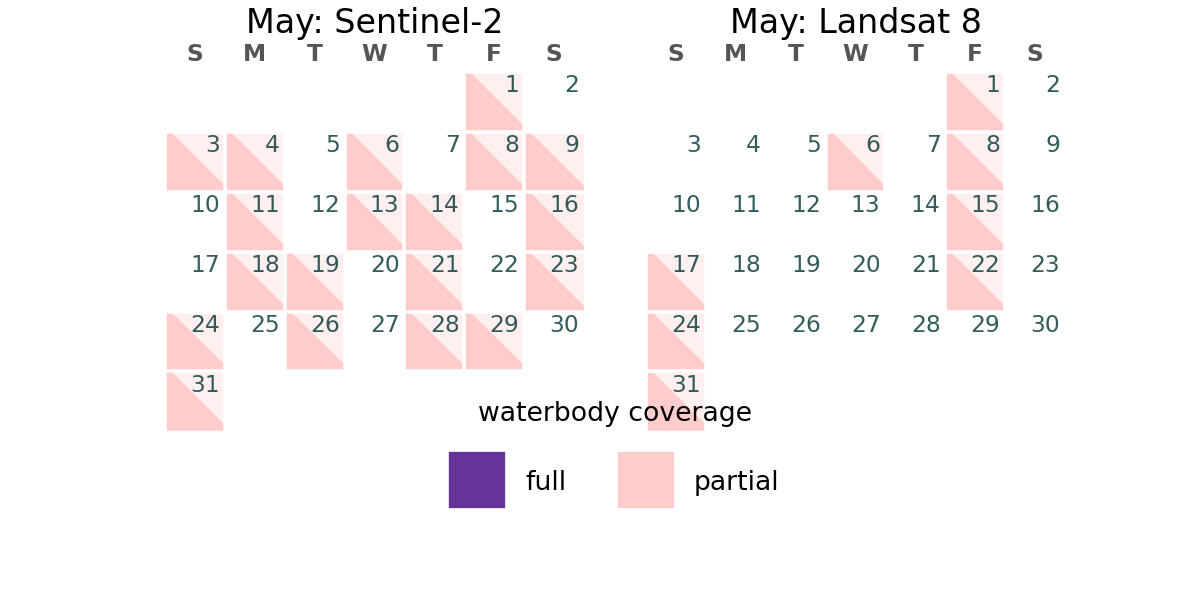 May: Sentinel-2
S M T W T F S
1 2
3 4 5 6 7 8 9
10 11 12 13 14 15 16
17 18 19 20 21 22 23
24 25 26 27 28 29 30
31
May: Landsat 8
S M T W T F S
1 2
3 4 5 6 7 8 9
10 11 12 13 14 15 16
17 18 19 20 21 22 23
24 25 26 27 28 29 30
31
waterbody coverage
full
partial